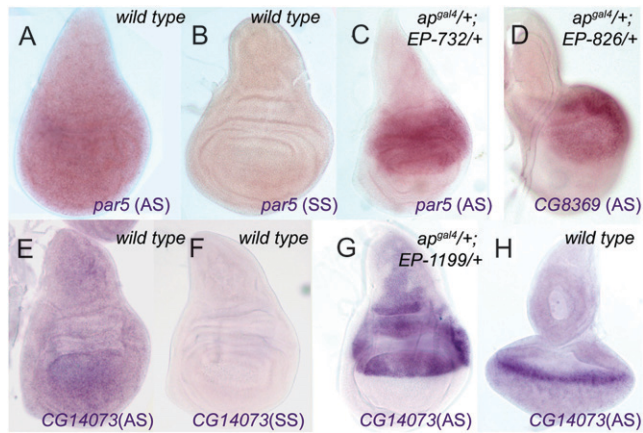 A
wild type
par5 (AS)
B
wild type
par5 (SS)
C
ap^gal4/+;
EP-732/+
par5 (AS)
D
ap^gal4/+;
EP-826/+
CG8369 (AS)
E
wild type
CG14073(AS)
F
wild type
CG14073(SS)
G
ap^gal4/+;
EP-1199/+
CG14073(AS)
H
wild type
CG14073(AS)